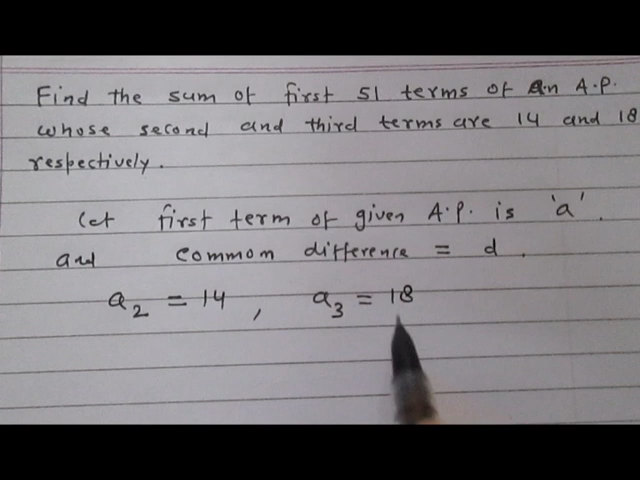 Find the sum of first 51 terms of an A.P.
whose second and third terms are 14 and 18
respectively.
Let first term of given A.P. is 'a'.
and common difference = d.
a₂ = 14, a₃ = 18